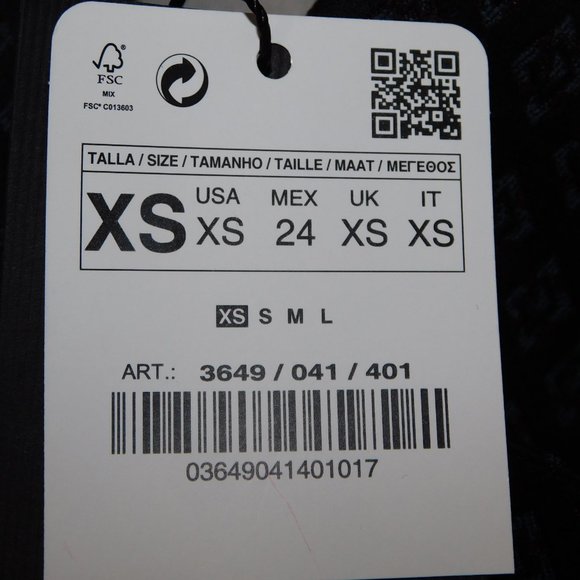 FSC
MIX
FSC® C013603
TALLA / SIZE / TAMANHO / TAILLE / MAAT / ΜΕΓΕΘΟΣ
XS
USA MEX UK IT
XS 24 XS XS
XS S M L
ART.: 3649 / 041 / 401
03649041401017